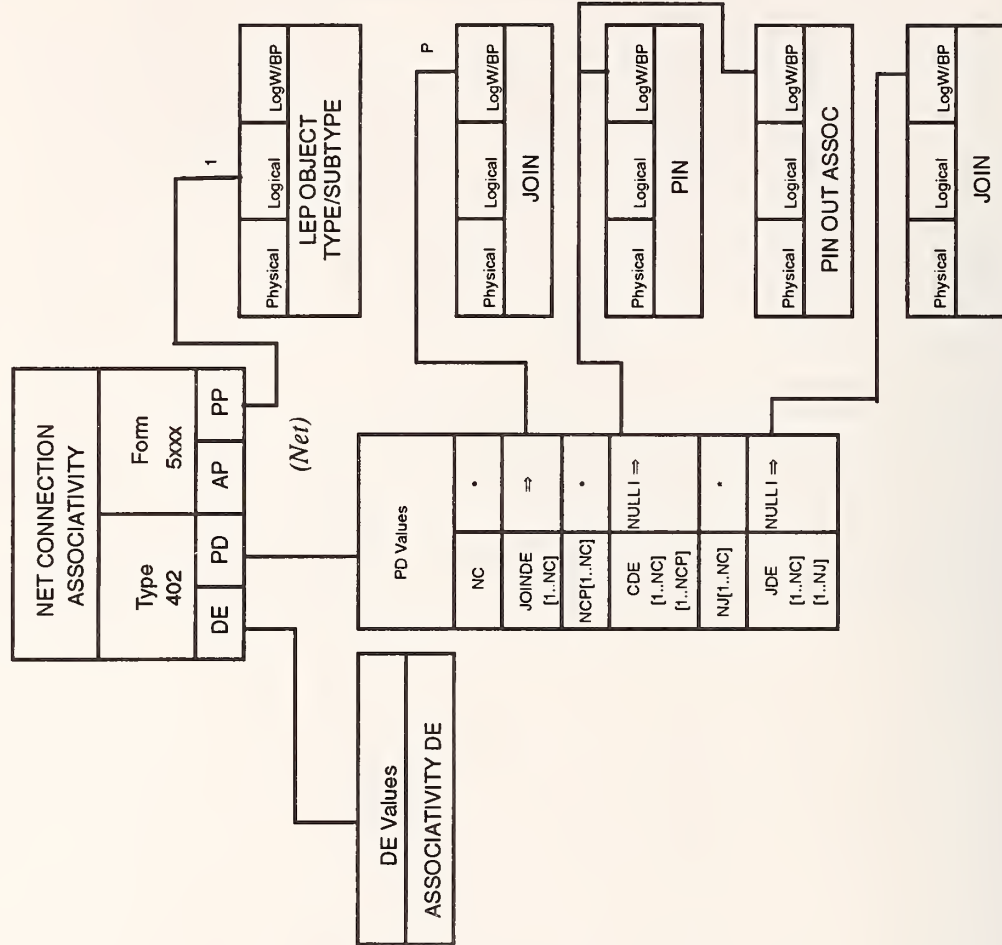 NET CONNECTION
ASSOCIATIVITY
Type
402
Form
5xxx
DE
PD
AP
PP
(Net)
DE Values
ASSOCIATIVITY DE
PD Values
NC
•
JOINDE
[1..NC]
⇒
NCP[1..NC]
•
CDE
[1..NC]
[1..NCP]
NULL I ⇒
NJ[1..NC]
•
JDE
[1..NC]
[1..NJ]
NULL I ⇒
1
Physical
Logical
LogW/BP
LEP OBJECT
TYPE/SUBTYPE
P
Physical
Logical
LogW/BP
JOIN
Physical
Logical
LogW/BP
PIN
Physical
Logical
LogW/BP
PIN OUT ASSOC
Physical
Logical
LogW/BP
JOIN